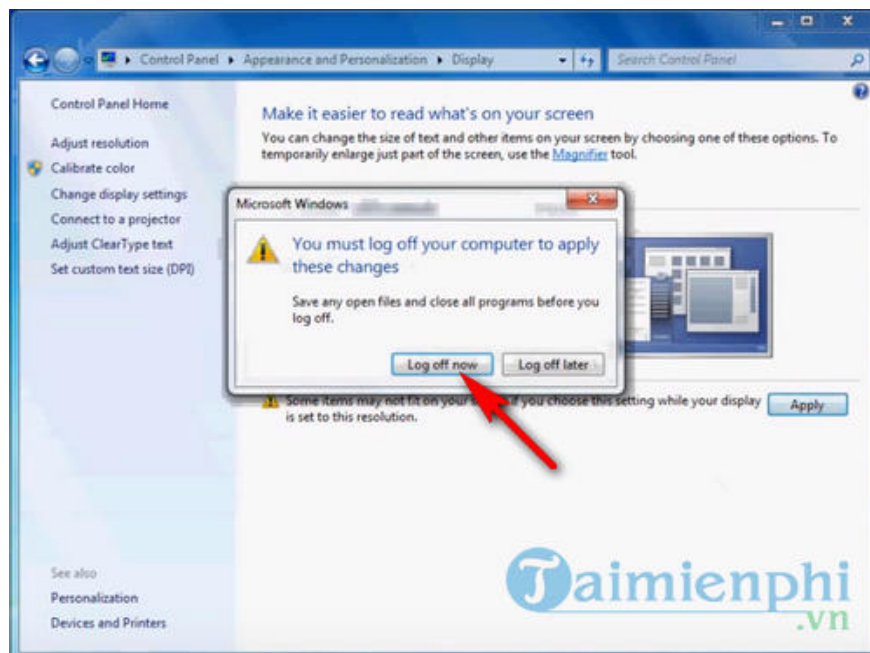 Control Panel Appearance and Personalization Display
Search Control Panel
Control Panel Home
Adjust resolution
Calibrate color
Change display settings
Connect to a projector
Adjust ClearType text
Set custom text size (DPI)
Make it easier to read what's on your screen
You can change the size of text and other items on your screen by choosing one of these options. To
temporarily enlarge just part of the screen, use the Magnifier tool.
Microsoft Windows
You must log off your computer to apply
these changes
Save any open files and close all programs before you
log off.
Log off now
Log off later
Some items may not fit on your if you choose this setting while your display
is set to this resolution.
Apply
See also
Personalization
Devices and Printers
Taimienphi
.vn